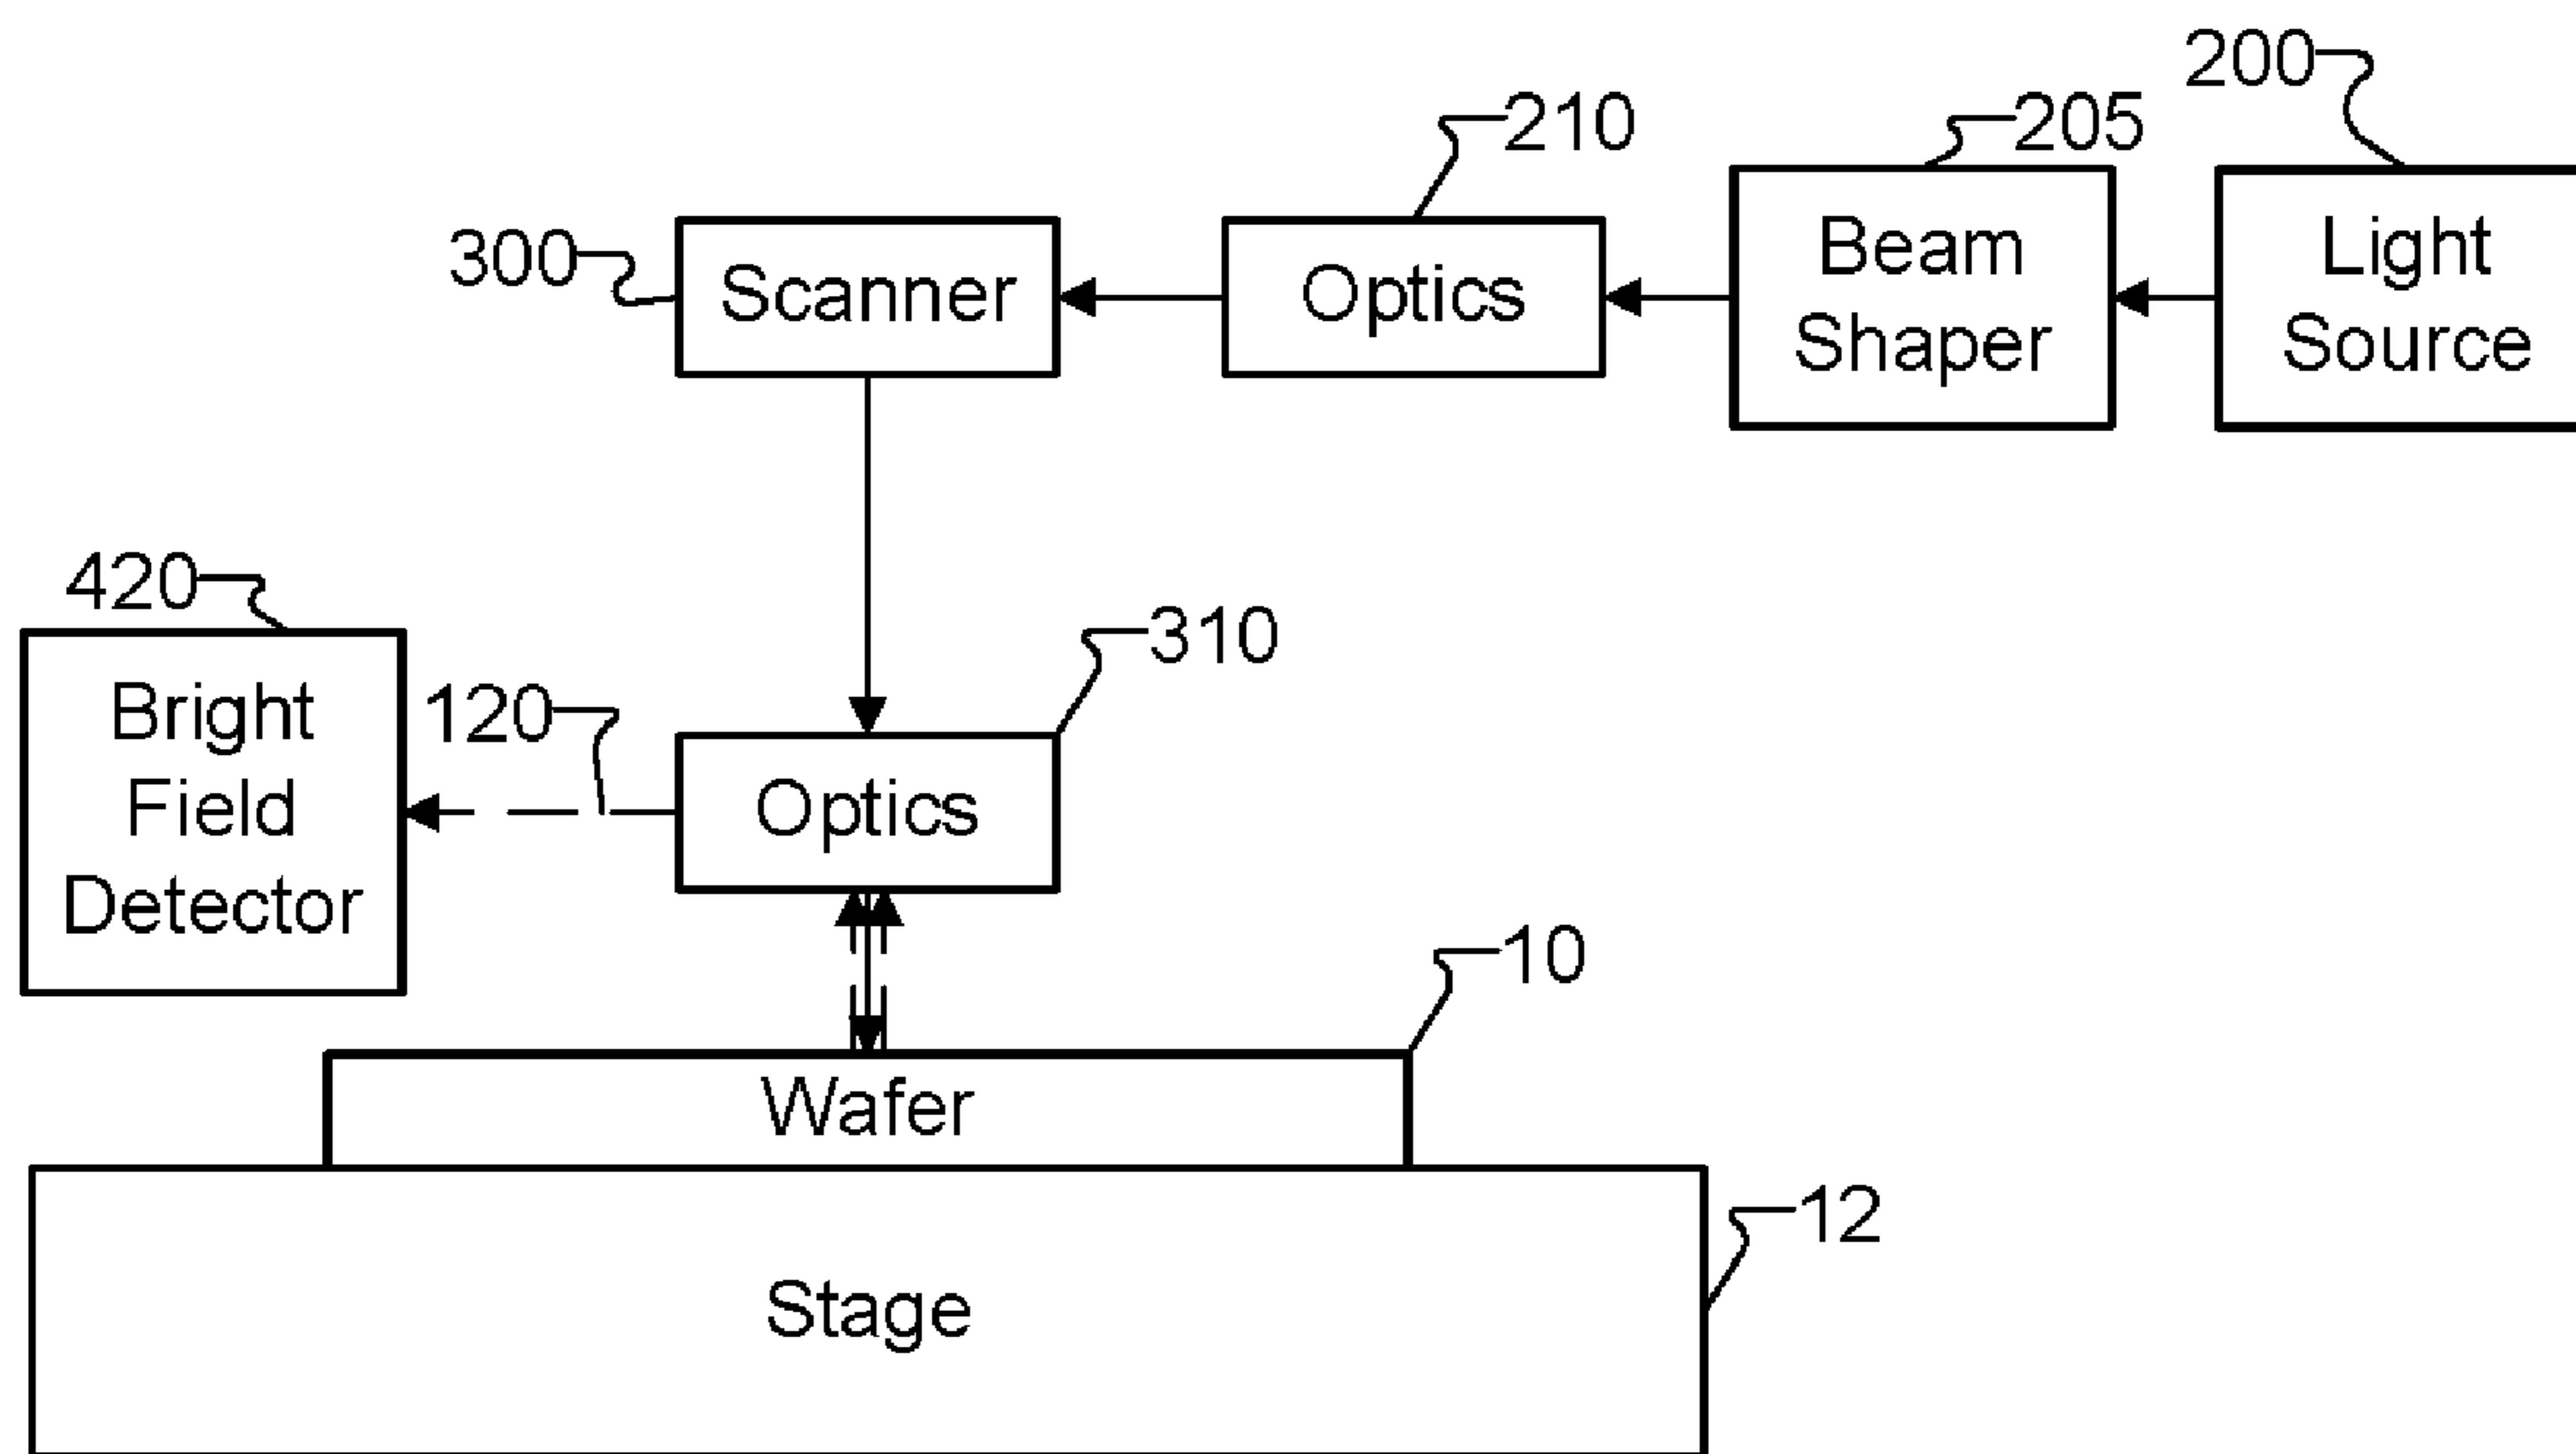 200
205
210
Light
Source
Beam
Shaper
Optics
Scanner
300
420
310
Bright
Field
Detector
120
Optics
10
Wafer
12
Stage